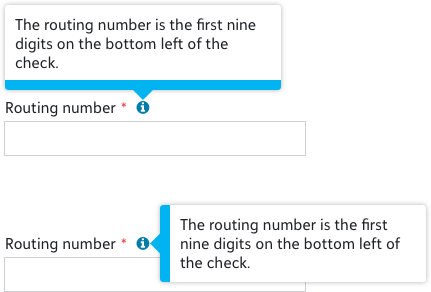 The routing number is the first nine
digits on the bottom left of the
check.
Routing number *
Routing number *
The routing number is the first
nine digits on the bottom left of
the check.